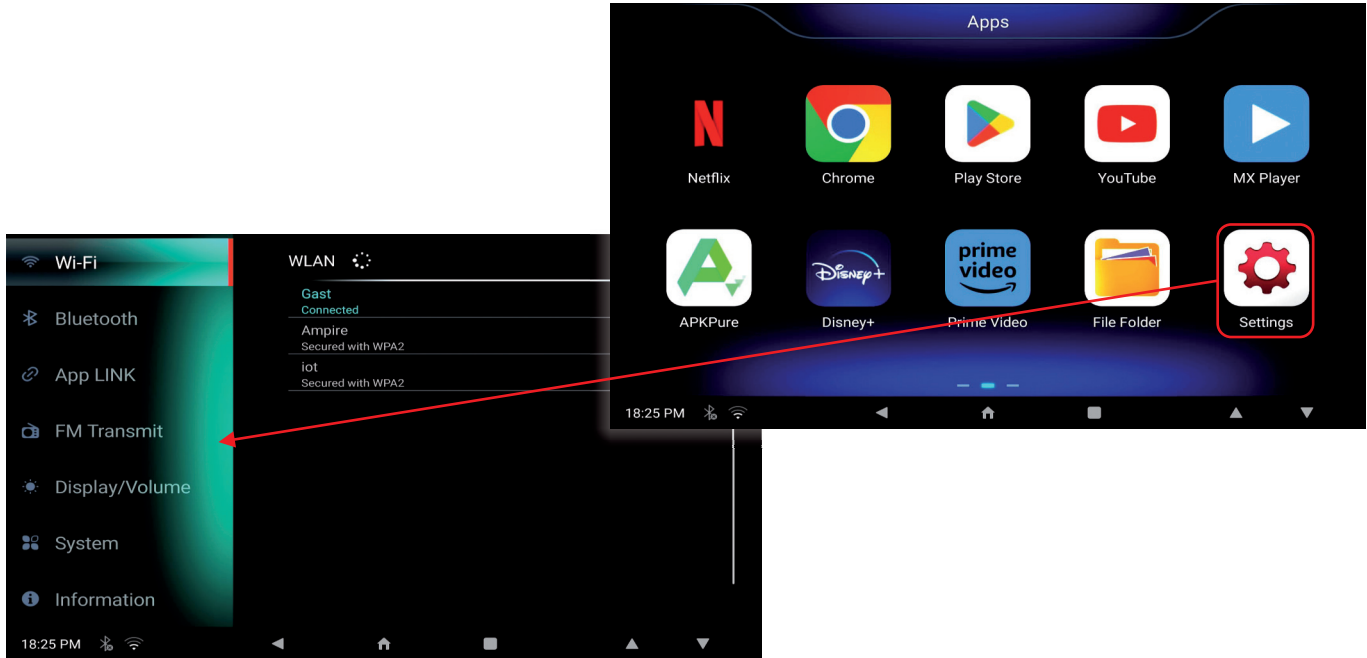 Apps
N
Netflix
Chrome
Play Store
YouTube
MX Player
Disney+
prime
video
APKPure
Disney+
Prime Video
File Folder
Settings
18:25 PM
Wi-Fi
Bluetooth
App LINK
FM Transmit
Display/Volume
System
Information
WLAN
Gast
Connected
Ampire
Secured with WPA2
iot
Secured with WPA2
18:25 PM